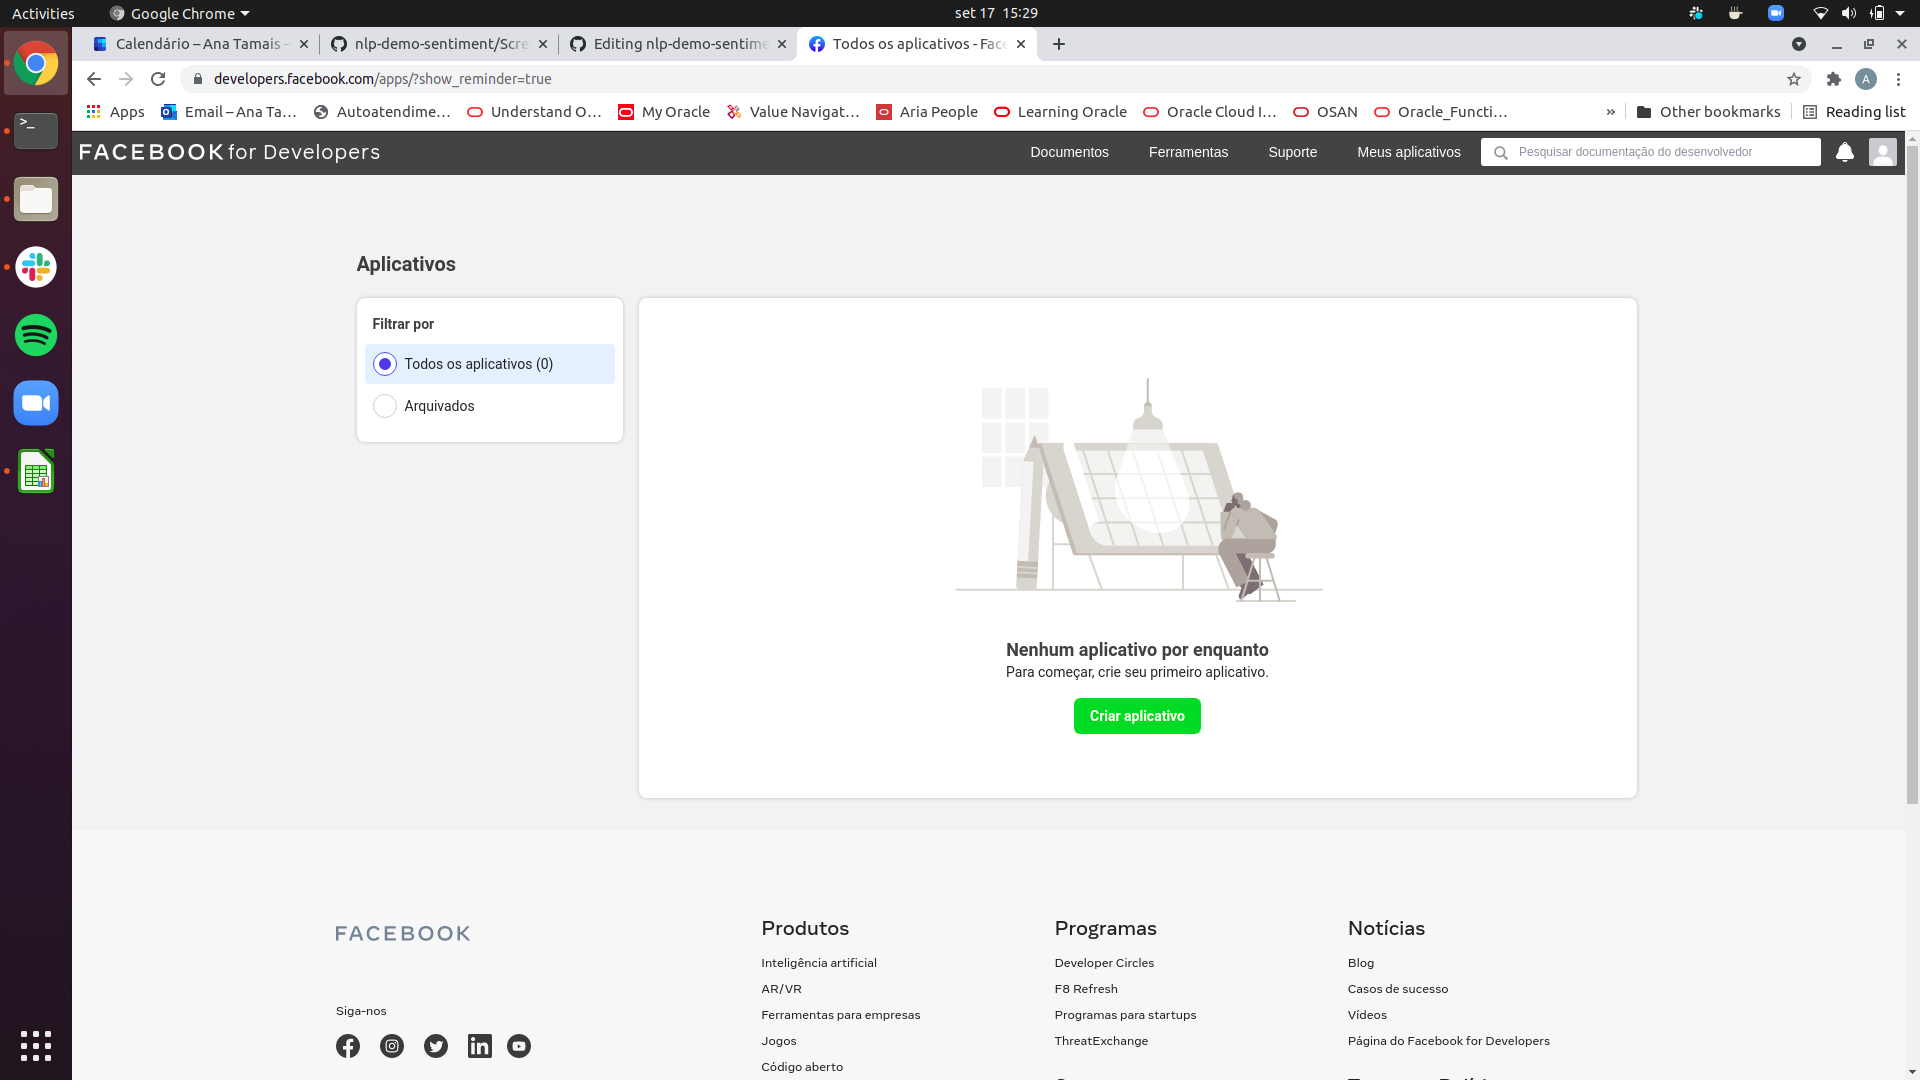 Activities
Google Chrome
set 17 15:29
Calendário – Ana Tamais -
nlp-demo-sentiment/Scre
Editing nlp-demo-sentime
Todos os aplicativos - Face
developers.facebook.com/apps/?show_reminder=true
Apps
Email – Ana Ta…
Autoatendime…
Understand O…
My Oracle
Value Navigat…
Aria People
Learning Oracle
Oracle Cloud I…
OSAN
Oracle_Functi…
»
Other bookmarks
Reading list
A
FACEBOOK for Developers
Documentos
Ferramentas
Suporte
Meus aplicativos
Pesquisar documentação do desenvolvedor
Aplicativos
Filtrar por
Todos os aplicativos (0)
Arquivados
Nenhum aplicativo por enquanto
Para começar, crie seu primeiro aplicativo.
Criar aplicativo
FACEBOOK
Siga-nos
Produtos
Inteligência artificial
AR/VR
Ferramentas para empresas
Jogos
Código aberto
Programas
Developer Circles
F8 Refresh
Programas para startups
ThreatExchange
Notícias
Blog
Casos de sucesso
Vídeos
Página do Facebook for Developers